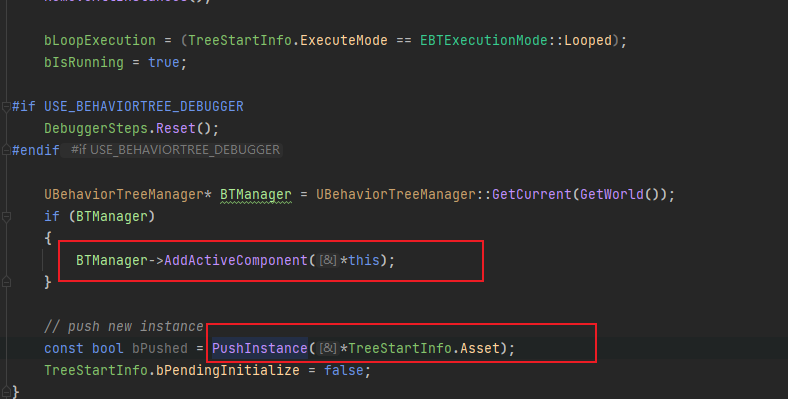 bLoopExecution = (TreeStartInfo.ExecuteMode == EBTExecutionMode::Looped);
bIsRunning = true;
#if USE_BEHAVIORTREE_DEBUGGER
DebuggerSteps.Reset();
#endif #if USE_BEHAVIORTREE_DEBUGGER
UBehaviorTreeManager* BTManager = UBehaviorTreeManager::GetCurrent(GetWorld());
if (BTManager)
{
BTManager->AddActiveComponent([&]*this);
}
// push new instance
const bool bPushed = PushInstance([&]*TreeStartInfo.Asset);
TreeStartInfo.bPendingInitialize = false;
}